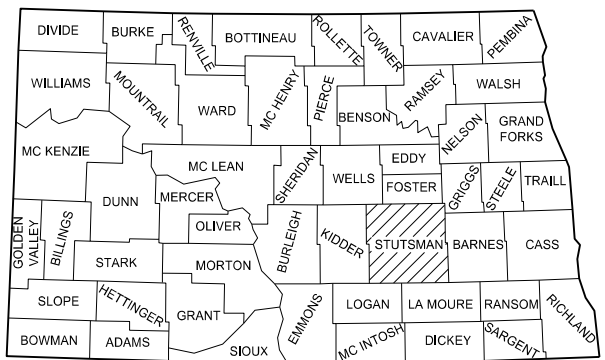 DIVIDE
BURKE
RENVILLE
BOTTINEAU
ROLLETTE
TOWNER
CAVALIER
PEMBINA
WILLIAMS
MOUNTRAIL
WARD
MC HENRY
PIERCE
BENSON
RAMSEY
WALSH
NELSON
GRAND
FORKS
MC KENZIE
MC LEAN
SHERIDAN
WELLS
EDDY
FOSTER
GRIGGS
STEELE
TRAILL
DUNN
MERCER
OLIVER
GOLDEN
VALLEY
BILLINGS
STARK
MORTON
BURLEIGH
KIDDER
STUTSMAN
BARNES
CASS
SLOPE
HETTINGER
GRANT
EMMONS
LOGAN
LA MOURE
RANSOM
RICHLAND
BOWMAN
ADAMS
SIOUX
MC INTOSH
DICKEY
SARGENT